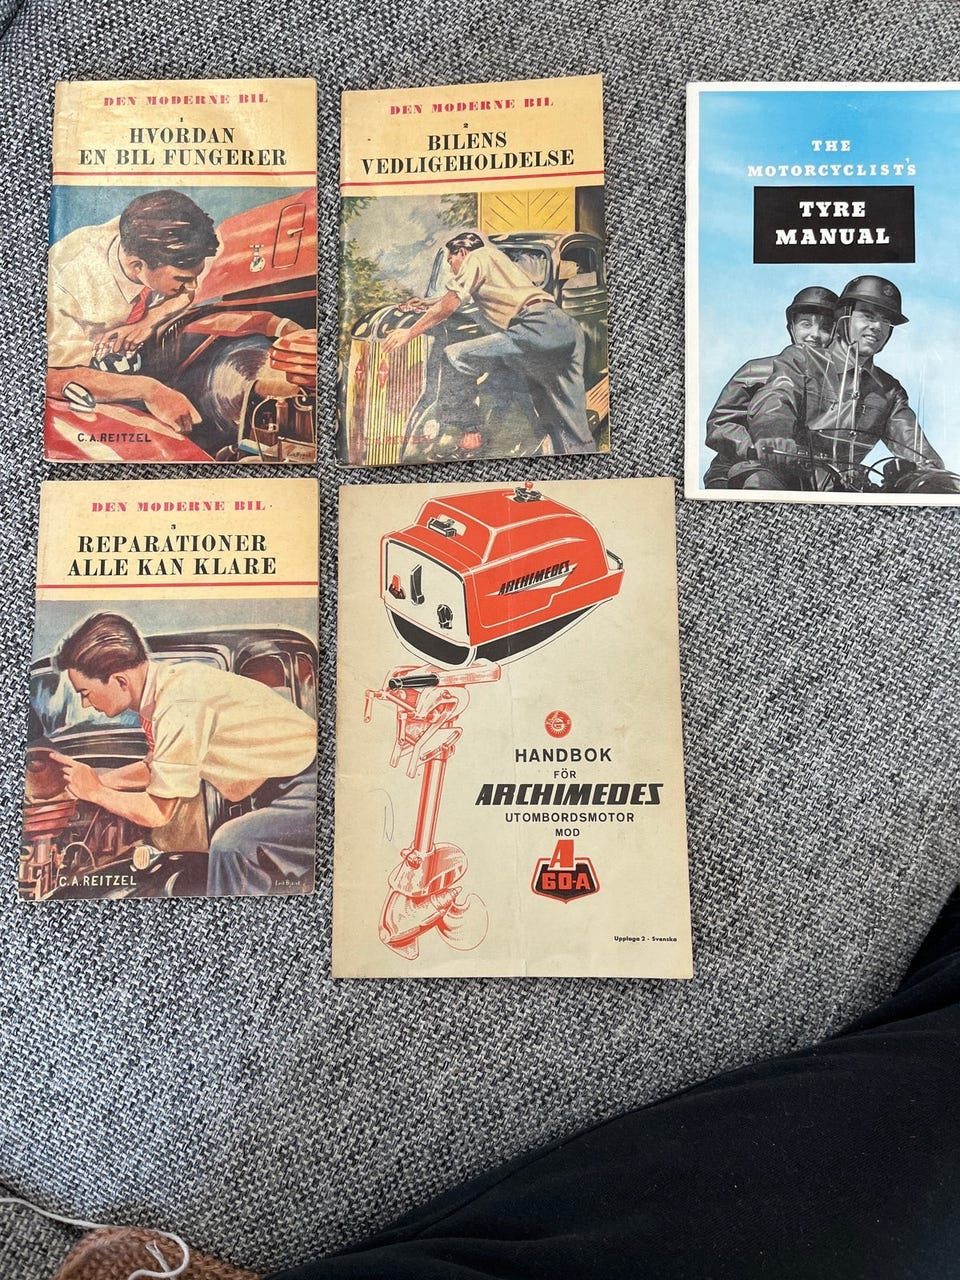 DEN MODERNE BIL
1
HVORDAN
EN BIL FUNGERER
C.A.REITZEL
DEN MODERNE BIL
2
BILENS
VEDLIGEHOLDELSE
C.A.REITZEL
THE
MOTORCYCLIST'S
TYRE
MANUAL
DEN MODERNE BIL
3
REPARATIONER
ALLE KAN KLARE
C.A.REITZEL
ARCHIMEDES
HANDBOK
FÖR
ARCHIMEDES
UTOMBORDSMOTOR
MOD
A
60-A
Upplaga 2 - Svenska